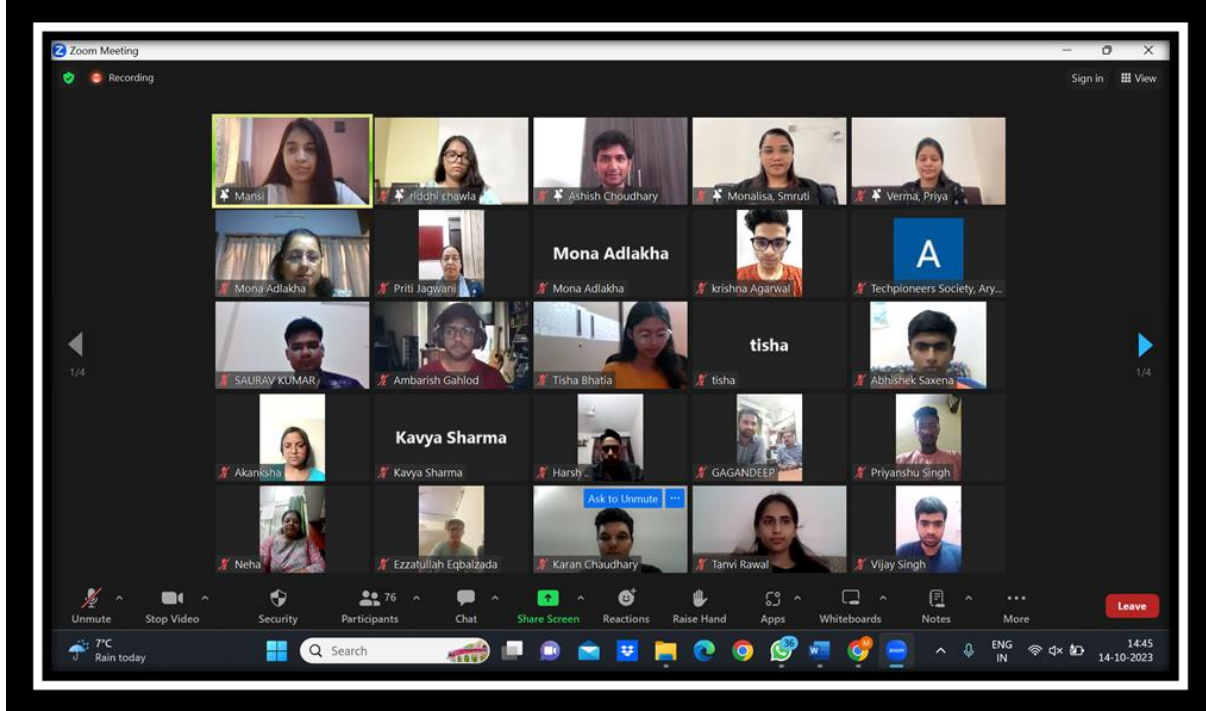 Zoom Meeting
Recording
Sign in View
Mansi
riddhi chawla
Ashish Choudhary
Monalisa, Smruti
Verma, Priya
Mona Adlakha
Priti Jagwani
Mona Adlakha
Mona Adlakha
krishna Agarwal
A
Techpioneers Society, Ary...
1/4
SAURAV KUMAR
Ambarish Gahlod
Tisha Bhatia
tisha
tisha
Abhishek Saxena
1/4
Akanksha
Kavya Sharma
Kavya Sharma
Harsh
GAGANDEEP
Priyanshu Singh
Neha
Ezzatullah Eqbalzada
Ask to Unmute ...
Karan Chaudhary
Tanvi Rawal
Vijay Singh
Unmute
Stop Video
Security
76
Participants
Chat
Share Screen
Reactions
Raise Hand
Apps
Whiteboards
Notes
More
Leave
7°C
Rain today
Search
36
zoom
ENG
IN
14:45
14-10-2023